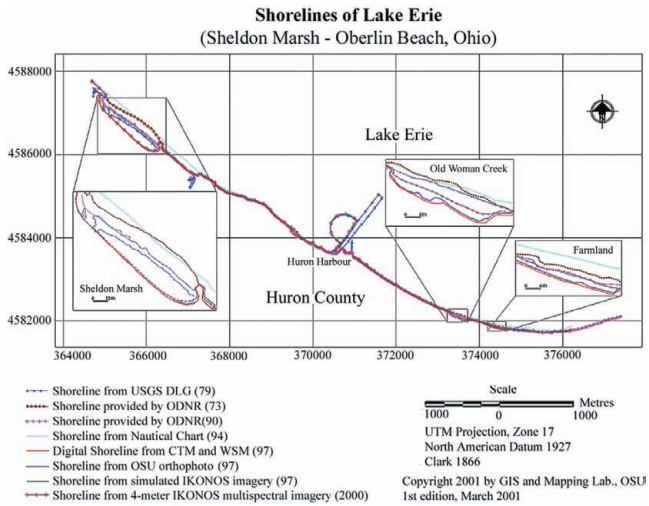 Shorelines of Lake Erie
(Sheldon Marsh - Oberlin Beach, Ohio)
4588000
4586000
4584000
4582000
Lake Erie
Old Woman Creek
6m
Farmland
6m
Sheldon Marsh
Huron Harbour
Huron County
364000 366000 368000 370000 372000 374000 376000
Shoreline from USGS DLG (79)
Shoreline provided by ODNR (73)
Shoreline provided by ODNR(90)
Shoreline from Nautical Chart (94)
Digital Shoreline from CTM and WSM (97)
Shoreline from OSU orthophoto (97)
Shoreline from simulated IKONOS imagery (97)
Shoreline from 4-meter IKONOS multispectral imagery (2000)
Scale
Metres
1000 0 1000
UTM Projection, Zone 17
North American Datum 1927
Clark 1866
Copyright 2001 by GIS and Mapping Lab., OSU
1st edition, March 2001